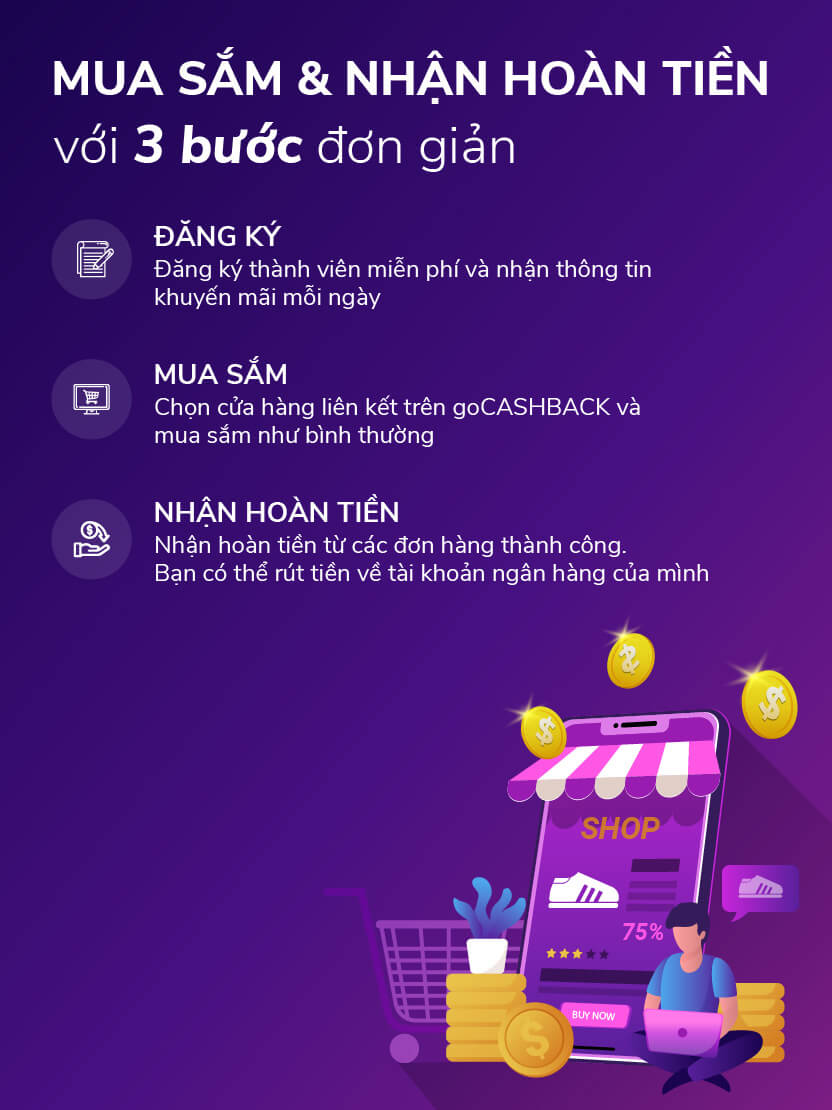 MUA SẮM & NHẬN HOÀN TIỀN
với 3 bước đơn giản
ĐĂNG KÝ
Đăng ký thành viên miễn phí và nhận thông tin
khuyến mãi mỗi ngày
MUA SẮM
Chọn cửa hàng liên kết trên goCASHBACK và
mua sắm như bình thường
NHẬN HOÀN TIỀN
Nhận hoàn tiền từ các đơn hàng thành công.
Bạn có thể rút tiền về tài khoản ngân hàng của mình
SHOP
75%
BUY NOW